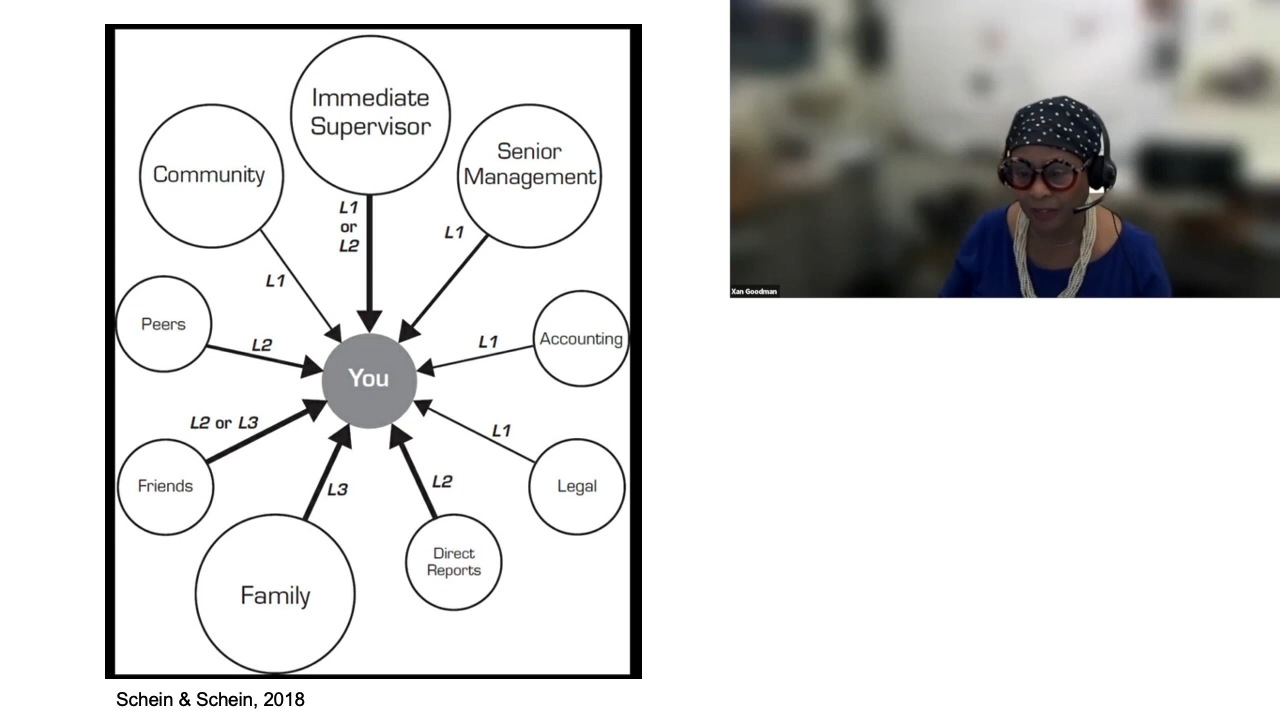 Immediate
Supervisor
Community
Senior
Management
L1
or
L2
L1
L1
Peers
L2
L1
Accounting
You
L2 or L3
L1
Friends
L3
L2
Legal
Direct
Reports
Family
Schein & Schein, 2018
Xan Goodman